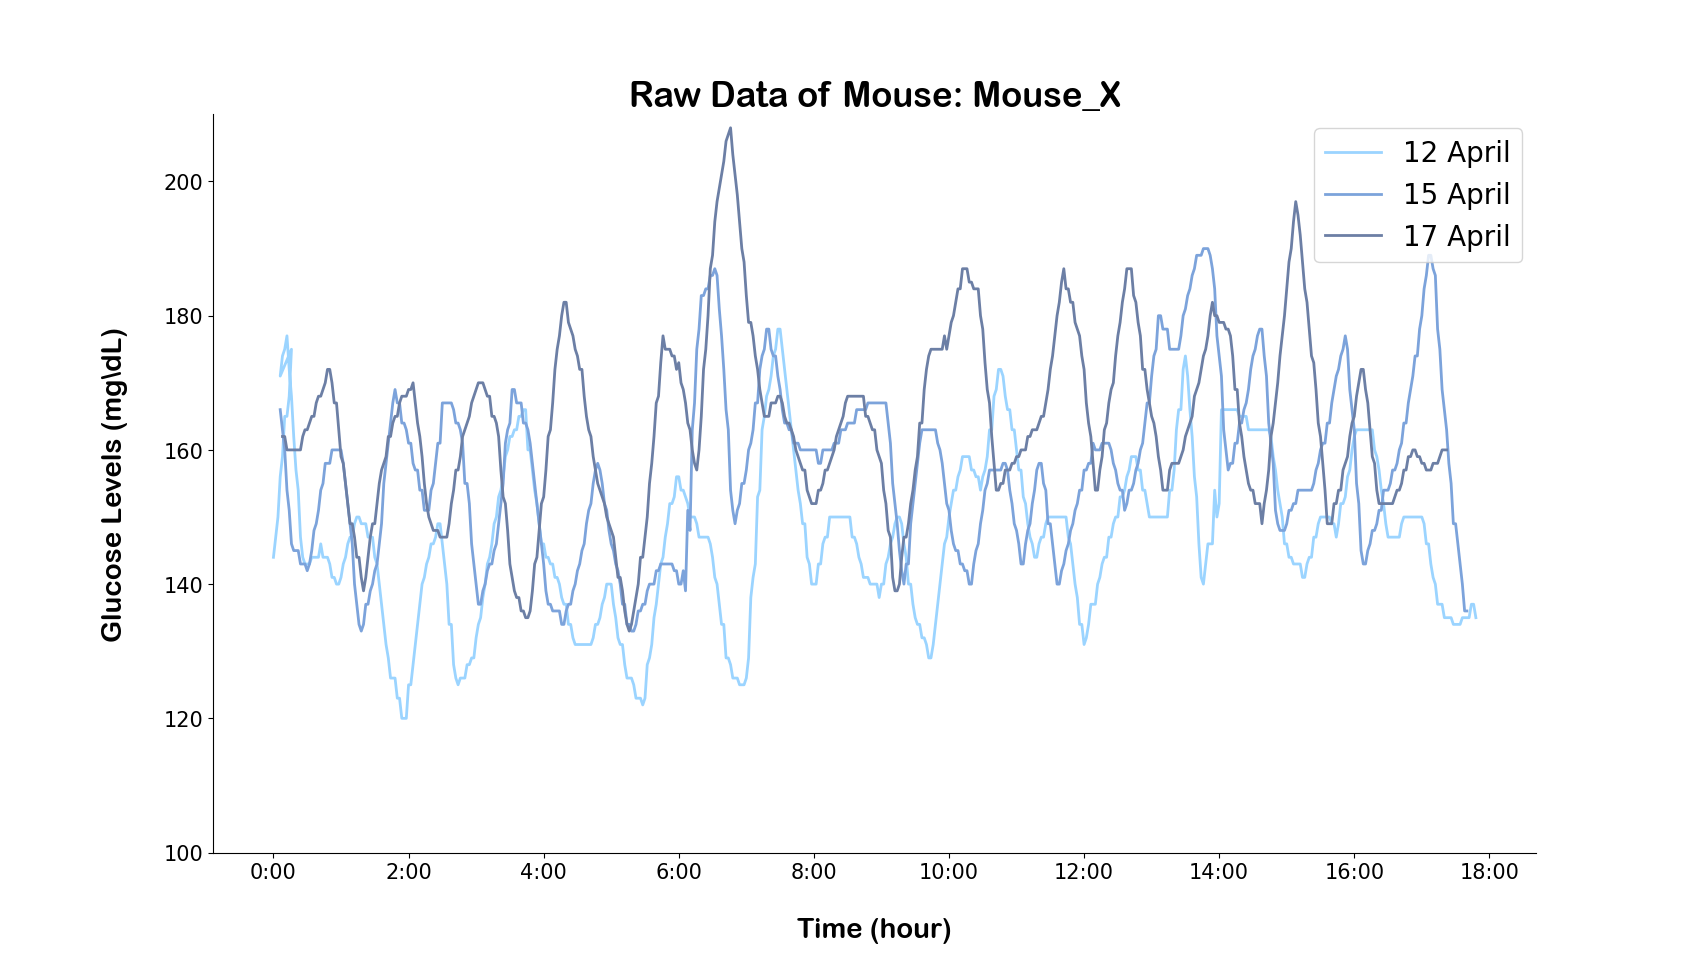 Raw Data of Mouse: Mouse_X
12 April
15 April
17 April
Glucose Levels (mg\dL)
200
180
160
140
120
100
0:00 2:00 4:00 6:00 8:00 10:00 12:00 14:00 16:00 18:00
Time (hour)